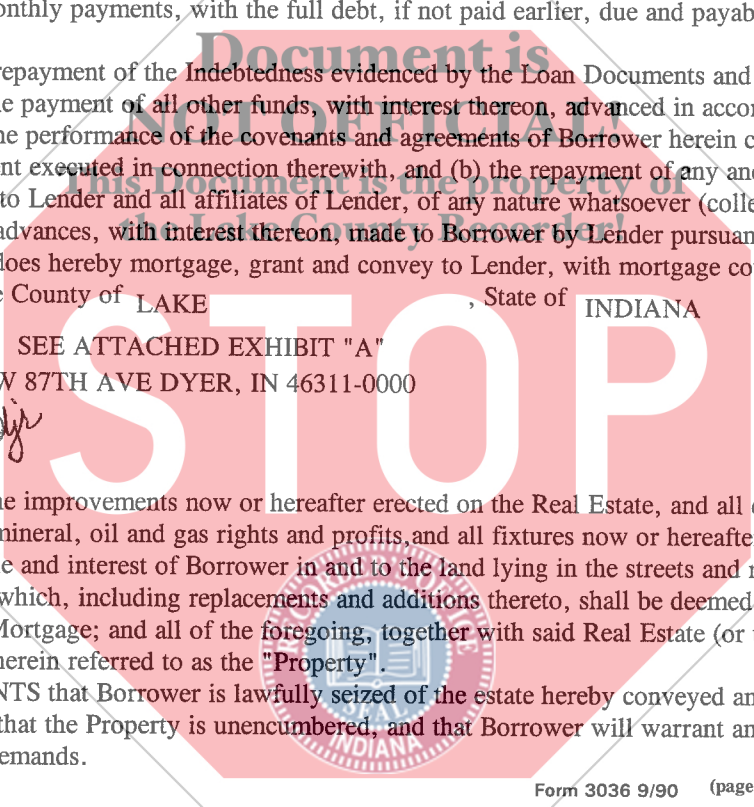 onthly payments, with the full debt, if not paid earlier, due and payab
Document is
repayment of the Indebtedness evidenced by the Loan Documents and
e payment of all other funds, with interest thereon, advanced in accor
NOT OFFICIAL!
ne performance of the covenants and agreements of Borrower herein c
nt executed in connection therewith, and (b) the repayment of any an
This Document is the property of
to Lender and all affiliates of Lender, of any nature whatsoever (colle
the Lake County Recorder!
advances, with interest thereon, made to Borrower by Lender pursuan
does hereby mortgage, grant and convey to Lender, with mortgage co
e County of LAKE , State of INDIANA
STOP
SEE ATTACHED EXHIBIT "A"
W 87TH AVE DYER, IN 46311-0000
ne improvements now or hereafter erected on the Real Estate, and all
mineral, oil and gas rights and profits,and all fixtures now or hereafte
e and interest of Borrower in and to the land lying in the streets and
which, including replacements and additions thereto, shall be deemed
Mortgage; and all of the foregoing, together with said Real Estate (or
herein referred to as the "Property".
NTS that Borrower is lawfully seized of the estate hereby conveyed an
that the Property is unencumbered, and that Borrower will warrant an
emands.
SEAL
INDIANA
Form 3036 9/90 (page